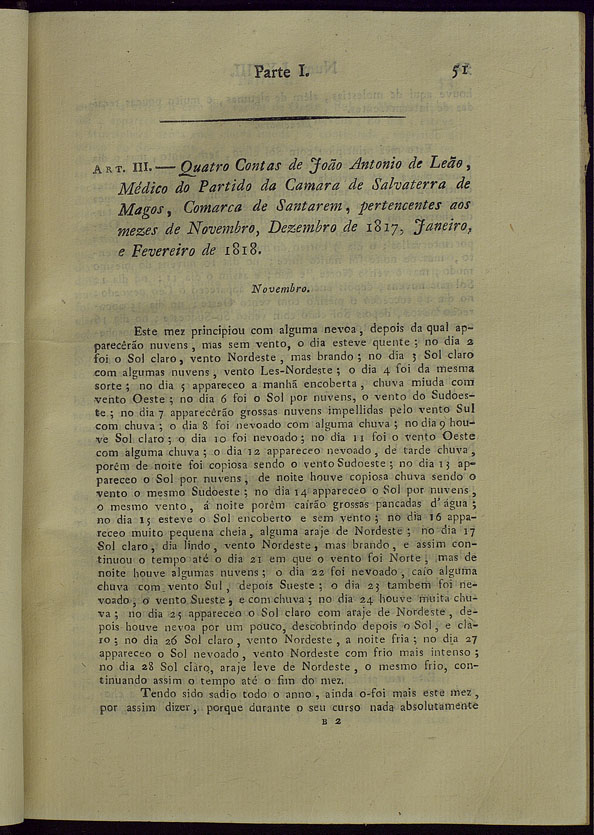 Parte I. 51
ART. III. — Quatro Contas de João Antonio de Leão,
Médico do Partido da Camara de Salvaterra de
Magos, Comarca de Santarem, pertencentes aos
mezes de Novembro, Dezembro de 1817, Janeiro,
e Fevereiro de 1818.
Novembro.
Este mez principiou com alguma nevoa, depois da qual ap-
parecêrão nuvens, mas sem vento, o dia esteve quente; no dia 2
foi o Sol claro, vento Nordeste, mas brando; no dia 3 Sol claro
com algumas nuvens, vento Les-Nordeste; o dia 4 foi da mesma
sorte; no dia 5 appareceo a manhã encoberta, chuva miuda com
vento Oeste; no dia 6 foi o Sol por nuvens, o vento do Sudoes-
te; no dia 7 apparecêrão grossas nuvens impellidas pelo vento Sul
com chuva; o dia 8 foi nevoado com alguma chuva; no dia 9 hou-
ve Sol claro; o dia 10 foi nevoado; no dia 11 foi o vento Oeste
com alguma chuva; o dia 12 appareceo nevoado, de tarde chuva,
porêm de noite foi copiosa sendo o vento Sudoeste; no dia 13 ap-
pareceo o Sol por nuvens, de noite houve copiosa chuva sendo o
vento o mesmo Sudoeste; no dia 14 appareceo o Sol por nuvens,
o mesmo vento, á noite porêm caírão grossas pancadas d'água;
no dia 15 esteve o Sol encoberto e sem vento; no dia 16 appa-
receo muito pequena cheia, alguma araje de Nordeste; no dia 17
Sol claro, dia lindo, vento Nordeste, mas brando, e assim con-
tinuou o tempo até o dia 21 em que o vento foi Norte, mas de
noite houve algumas nuvens; o dia 22 foi nevoado, caío alguma
chuva com vento Sul, depois Sueste; o dia 23 tambem foi ne-
voado, o vento Sueste, e com chuva; no dia 24 houve muita chu-
va; no dia 25 appareceo o Sol claro com araje de Nordeste, de-
pois houve nevoa por um pouco, descobrindo depois o Sol, e cla-
ro; no dia 26 Sol claro, vento Nordeste, a noite fria; no dia 27
appareceo o Sol nevoado, vento Nordeste com frio mais intenso;
no dia 28 Sol claro, araje leve de Nordeste, o mesmo frio, con-
tinuando assim o tempo até o fim do mez.
Tendo sido sadio todo o anno, ainda o-foi mais este mez,
por assim dizer, porque durante o seu curso nada absolutamente
B 2